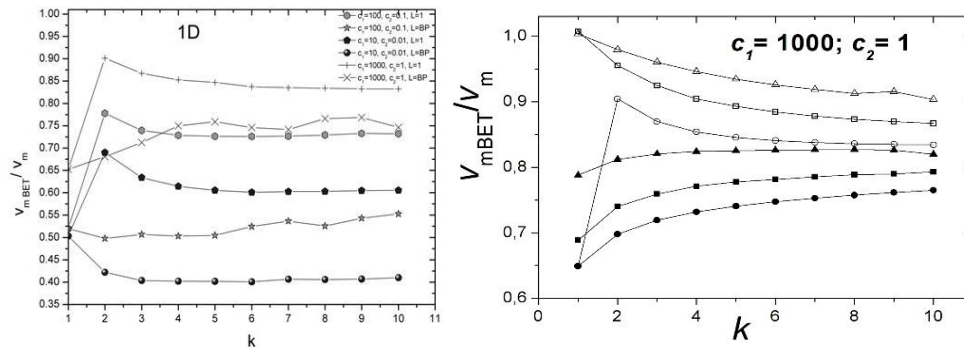 1D
c₁=100, c₂=0.1, L=1
c₁=100, c₂=0.1, L=BP
c₁=10, c₂=0.01, L=1
c₁=10, c₂=0.01, L=BP
c₁=1000, c₂=1, L=1
c₁=1000, c₂=1, L=BP
1.00
0.95
0.90
0.85
0.80
0.75
0.70
0.65
0.60
0.55
0.50
0.45
0.40
0.35
v m BET / v m
1 2 3 4 5 6 7 8 9 10 11
k
c₁= 1000; c₂= 1
1,0
0,9
0,8
0,7
0,6
vmBET/vm
0 2 4 6 8 10
k